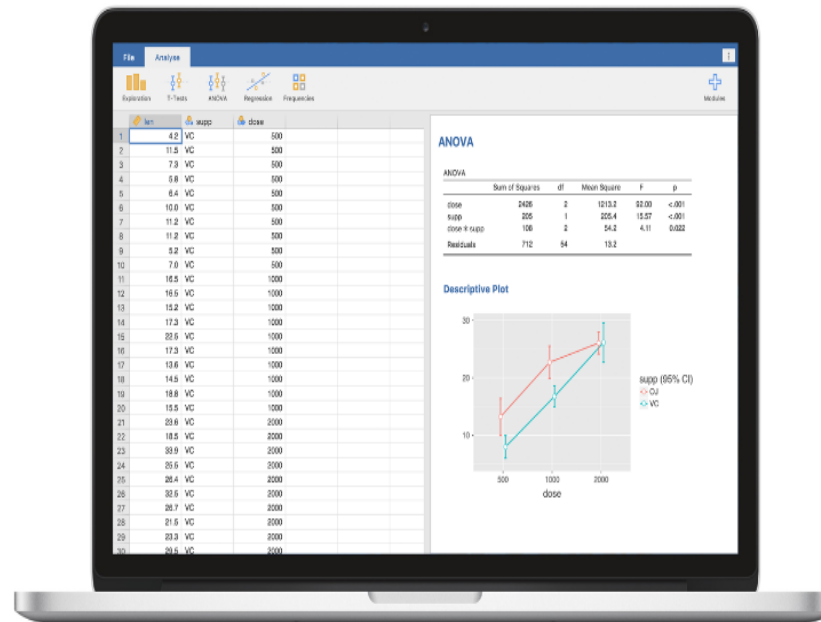 File Analyse
Exploration T-Tests ANOVA Regression Frequencies Modules
len supp dose
1 4.2 VC 500
2 11.5 VC 500
3 7.3 VC 500
4 5.8 VC 500
5 6.4 VC 500
6 10.0 VC 500
7 11.2 VC 500
8 11.2 VC 500
9 5.2 VC 500
10 7.0 VC 500
11 16.5 VC 1000
12 16.5 VC 1000
13 15.2 VC 1000
14 17.3 VC 1000
15 22.5 VC 1000
16 17.3 VC 1000
17 13.6 VC 1000
18 14.5 VC 1000
19 18.8 VC 1000
20 15.5 VC 1000
21 23.6 VC 2000
22 18.5 VC 2000
23 33.9 VC 2000
24 25.5 VC 2000
25 26.4 VC 2000
26 32.5 VC 2000
27 26.7 VC 2000
28 21.5 VC 2000
29 23.3 VC 2000
30 29.5 VC 2000
ANOVA
ANOVA
Sum of Squares df Mean Square F p
dose 2426 2 1213.2 92.00 <.001
supp 205 1 205.4 15.57 <.001
dose * supp 108 2 54.2 4.11 0.022
Residuals 712 54 13.2
Descriptive Plot
30
20
10
500 1000 2000
dose
supp (95% CI)
OJ
VC